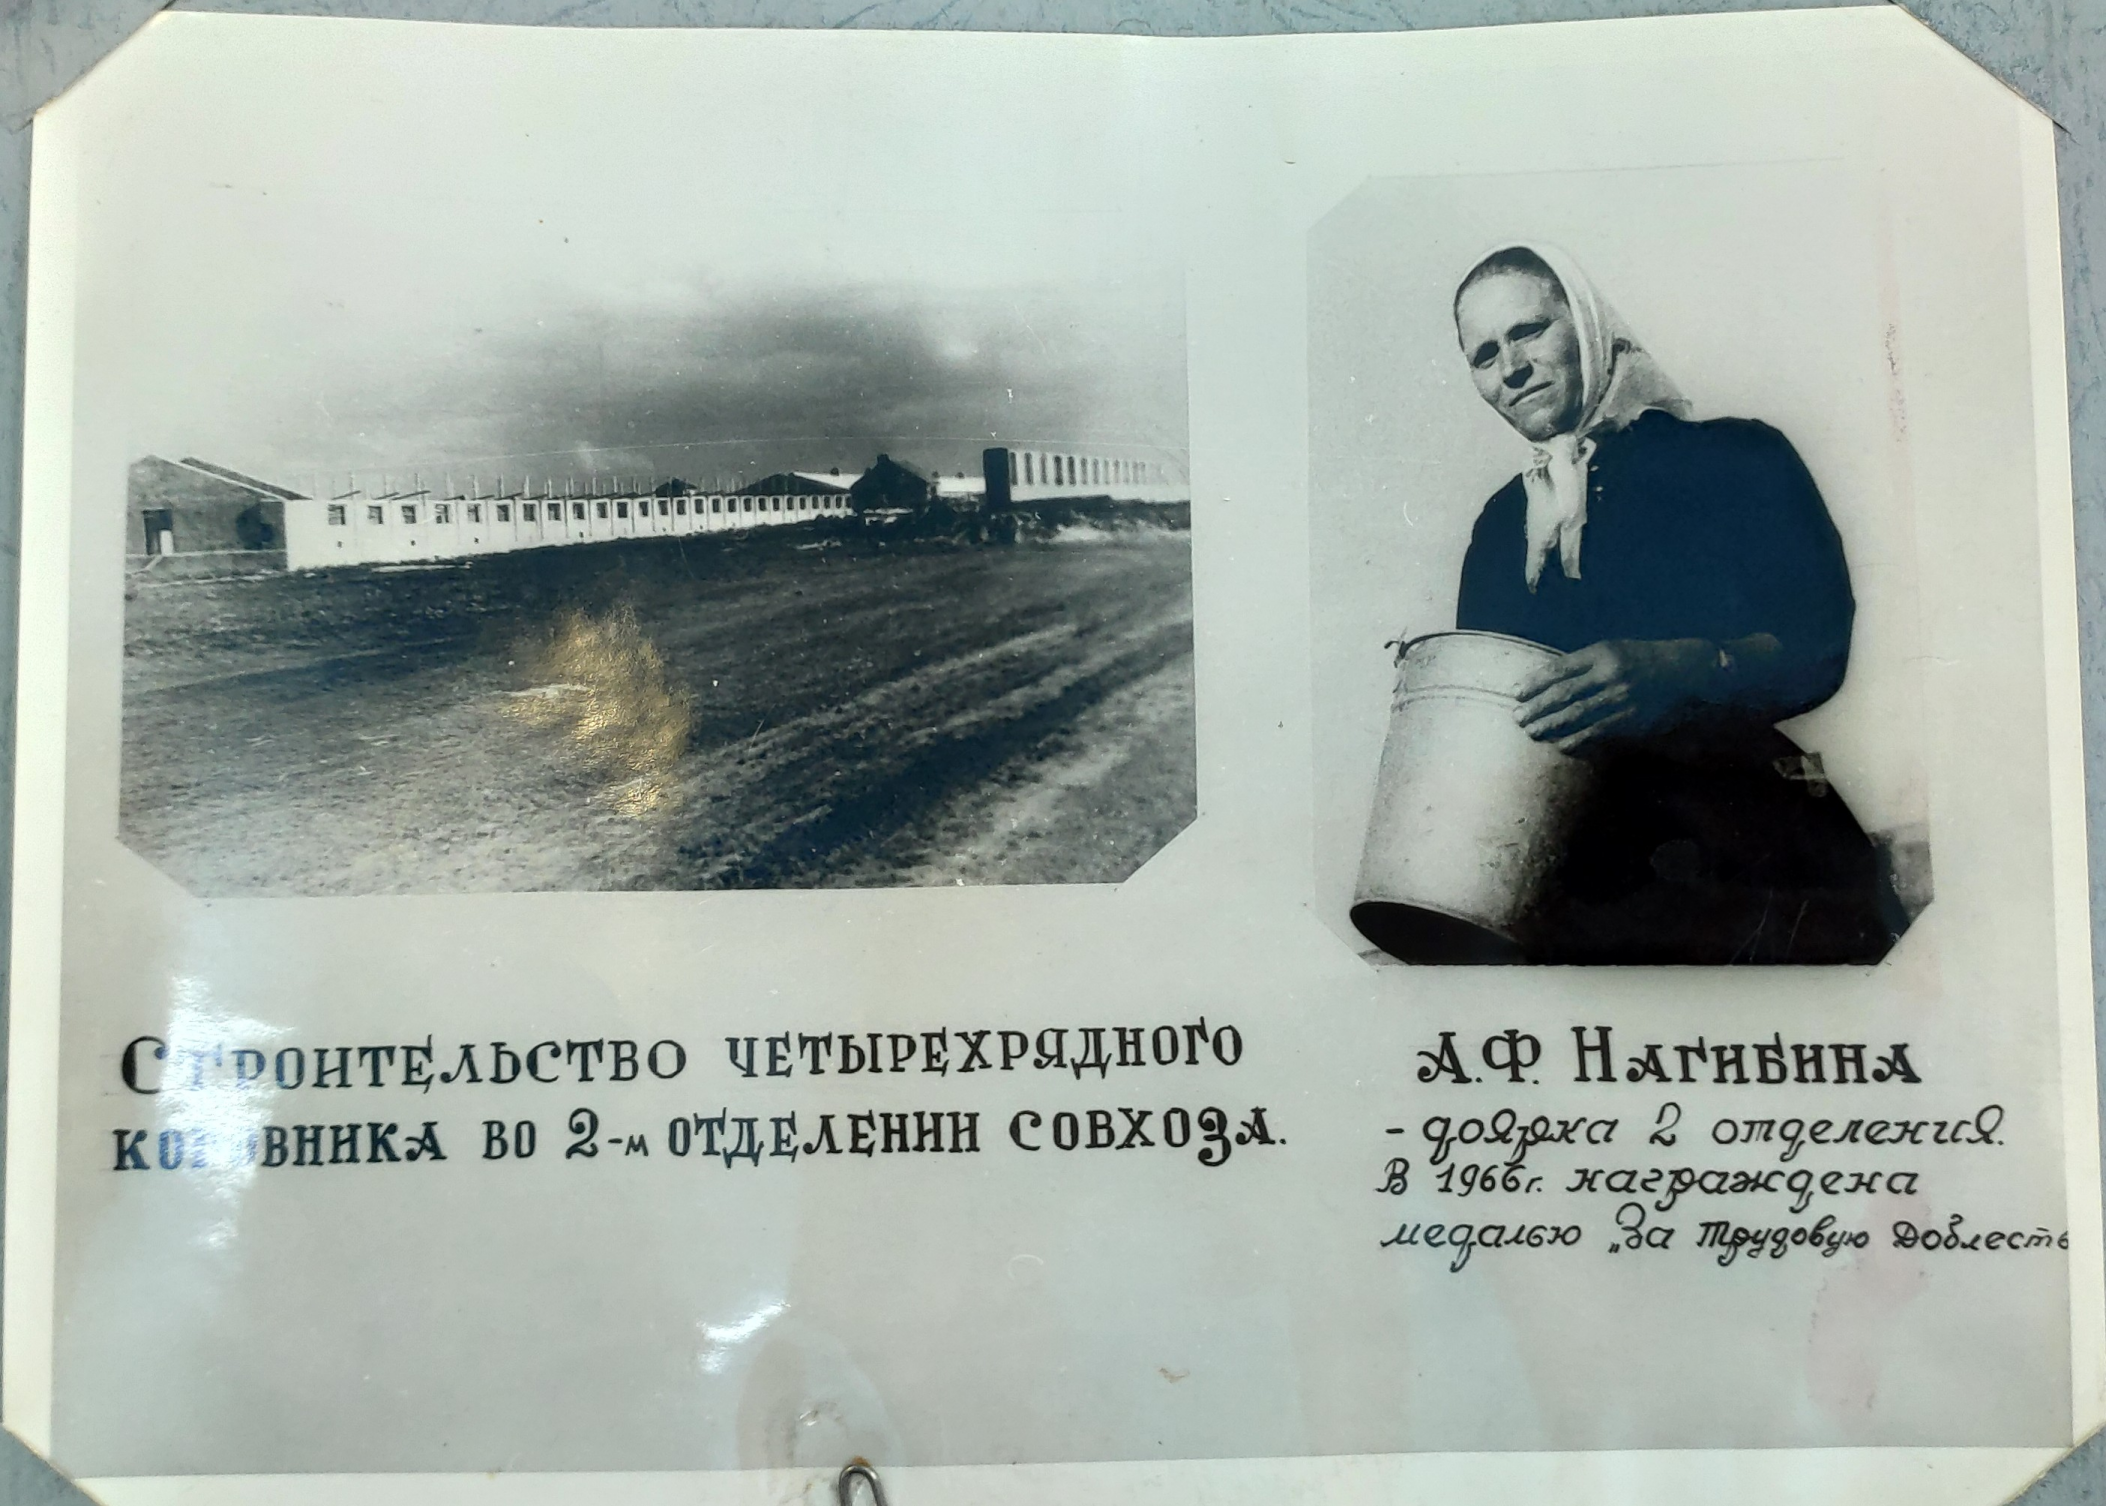 Строительство четырехрядного
коровника во 2-м отделении совхоза.
А.Ф. Нагибина
- доярка 2 отделения.
В 1966г. награждена
медалью „За Трудовую Доблесть